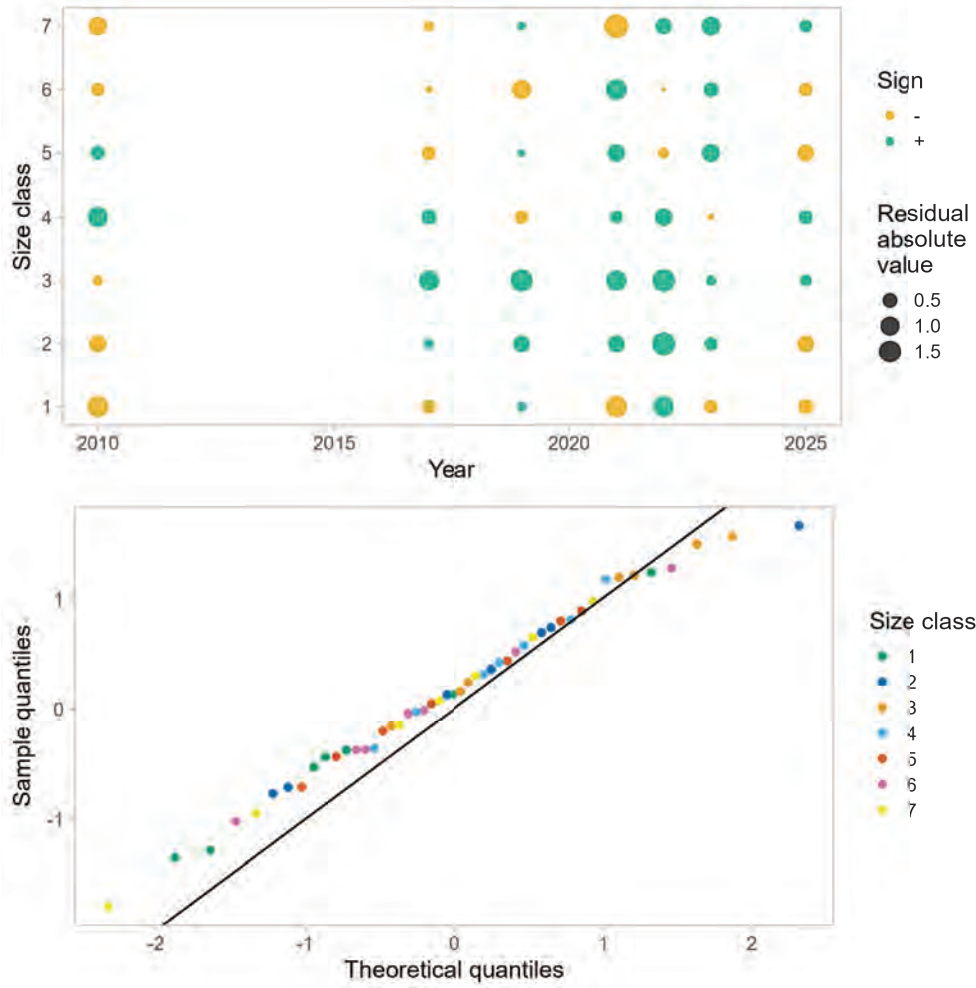 7
6
5
4
3
2
1
Size class
2010 2015 2020 2025
Year
Sign
-
+
Residual
absolute
value
0.5
1.0
1.5
1
0
-1
Sample quantiles
-2 -1 0 1 2
Theoretical quantiles
Size class
1
2
3
4
5
6
7